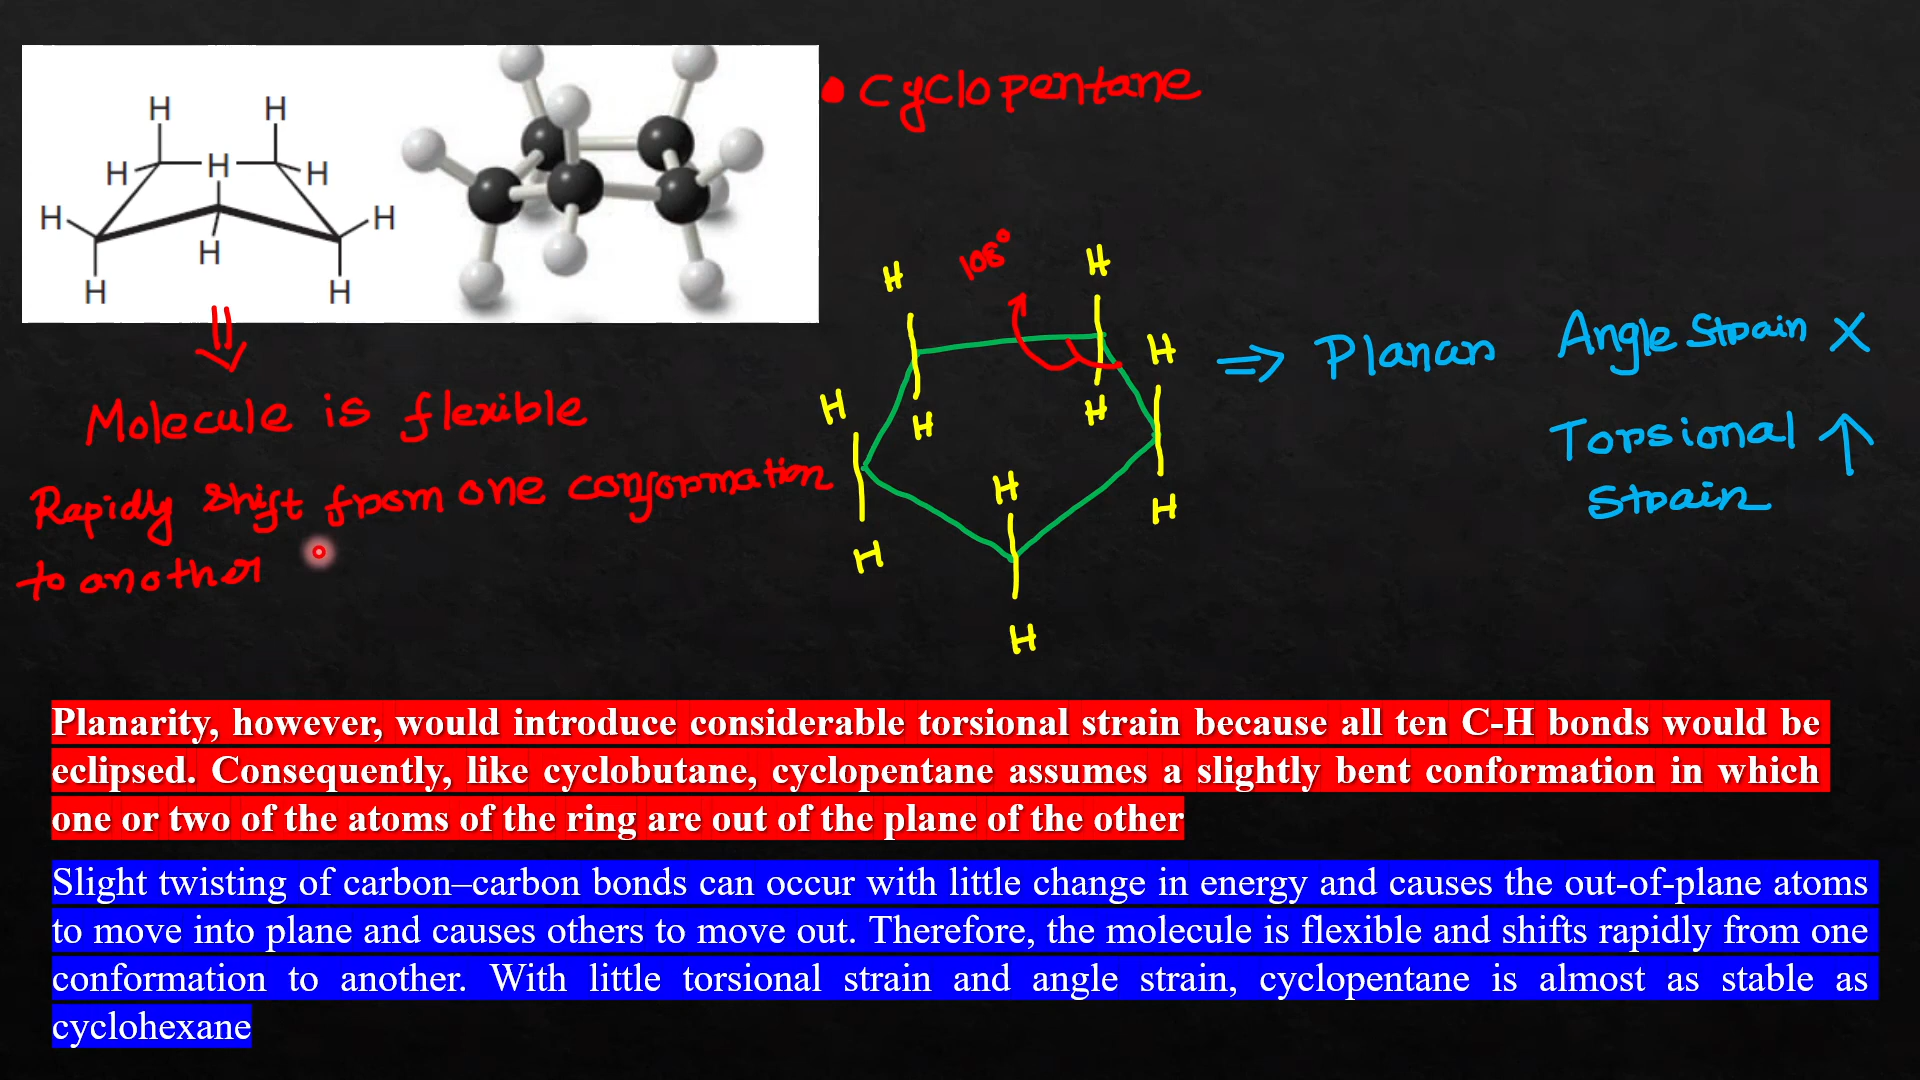 • Cyclopentane
H H
H H H
H H
H
H H
108°
H H
H
H
H H
H
H
H
H
H
⇒ Planar
Angle Strain X
Torsional ↑
Strain
⇓
Molecule is flexible
Rapidly shift from one conformation
to another
Planarity, however, would introduce considerable torsional strain because all ten C-H bonds would be
eclipsed. Consequently, like cyclobutane, cyclopentane assumes a slightly bent conformation in which
one or two of the atoms of the ring are out of the plane of the other
Slight twisting of carbon–carbon bonds can occur with little change in energy and causes the out-of-plane atoms
to move into plane and causes others to move out. Therefore, the molecule is flexible and shifts rapidly from one
conformation to another. With little torsional strain and angle strain, cyclopentane is almost as stable as
cyclohexane